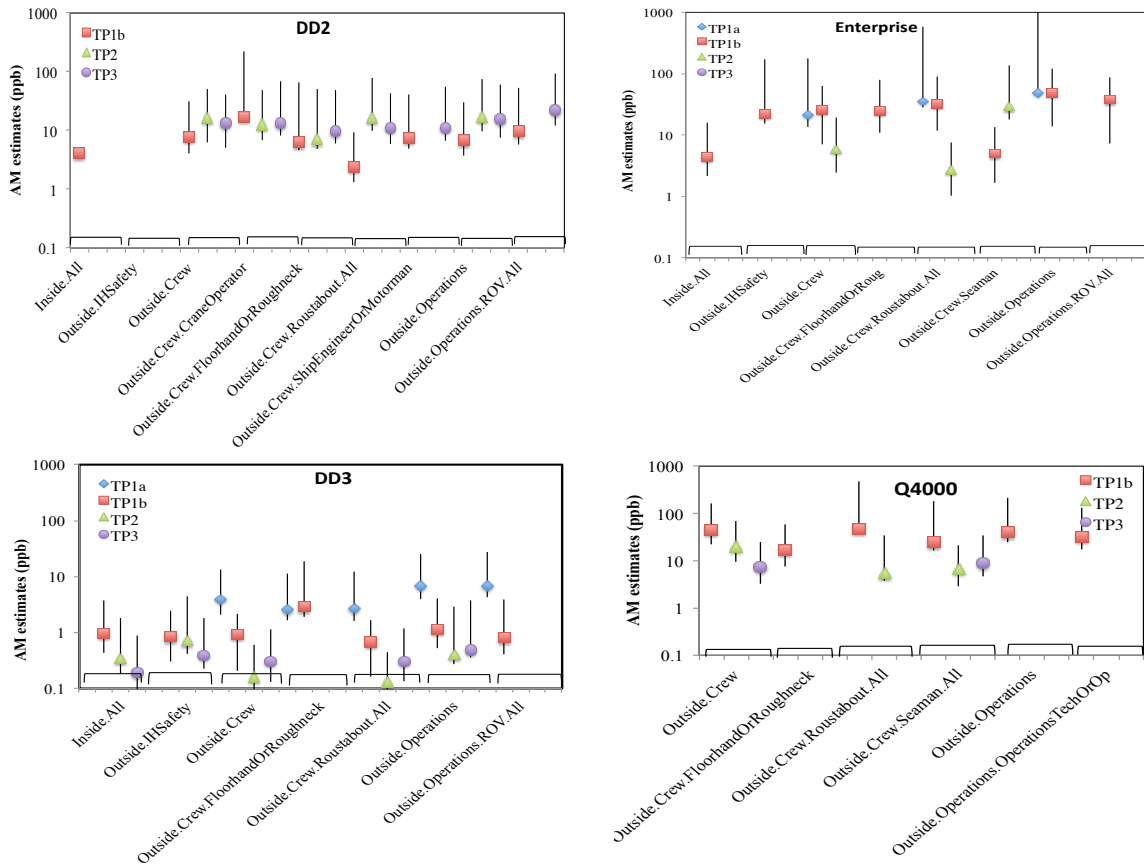 DD2
AM estimates (ppb)
1000
100
10
1
0.1
TP1b
TP2
TP3
Inside.All
Outside.IHSafety
Outside.Crew
Outside.Crew.CraneOperator
Outside.Crew.FloorhandOrRoughneck
Outside.Crew.Roustabout.All
Outside.Crew.ShipEngineerOrMotorman
Outside.Operations
Outside.Operations.ROV.All
Enterprise
AM estimates (ppb)
1000
100
10
1
0.1
TP1a
TP1b
TP2
TP3
Inside.All
Outside.IHSafety
Outside.Crew
Outside.Crew.FloorhandOrRoug
Outside.Crew.Roustabout.All
Outside.Crew.Seaman
Outside.Operations
Outside.Operations.ROV.All
DD3
AM estimates (ppb)
1000
100
10
1
0.1
TP1a
TP1b
TP2
TP3
Inside.All
Outside.IHSafety
Outside.Crew
Outside.Crew.FloorhandOrRoughneck
Outside.Crew.Roustabout.All
Outside.Operations
Outside.Operations.ROV.All
Q4000
AM estimates (ppb)
1000
100
10
1
0.1
TP1b
TP2
TP3
Outside.Crew
Outside.Crew.FloorhandOrRoughneck
Outside.Crew.Roustabout.All
Outside.Crew.Seaman.All
Outside.Operations
Outside.Operations.OperationsTechOrOp